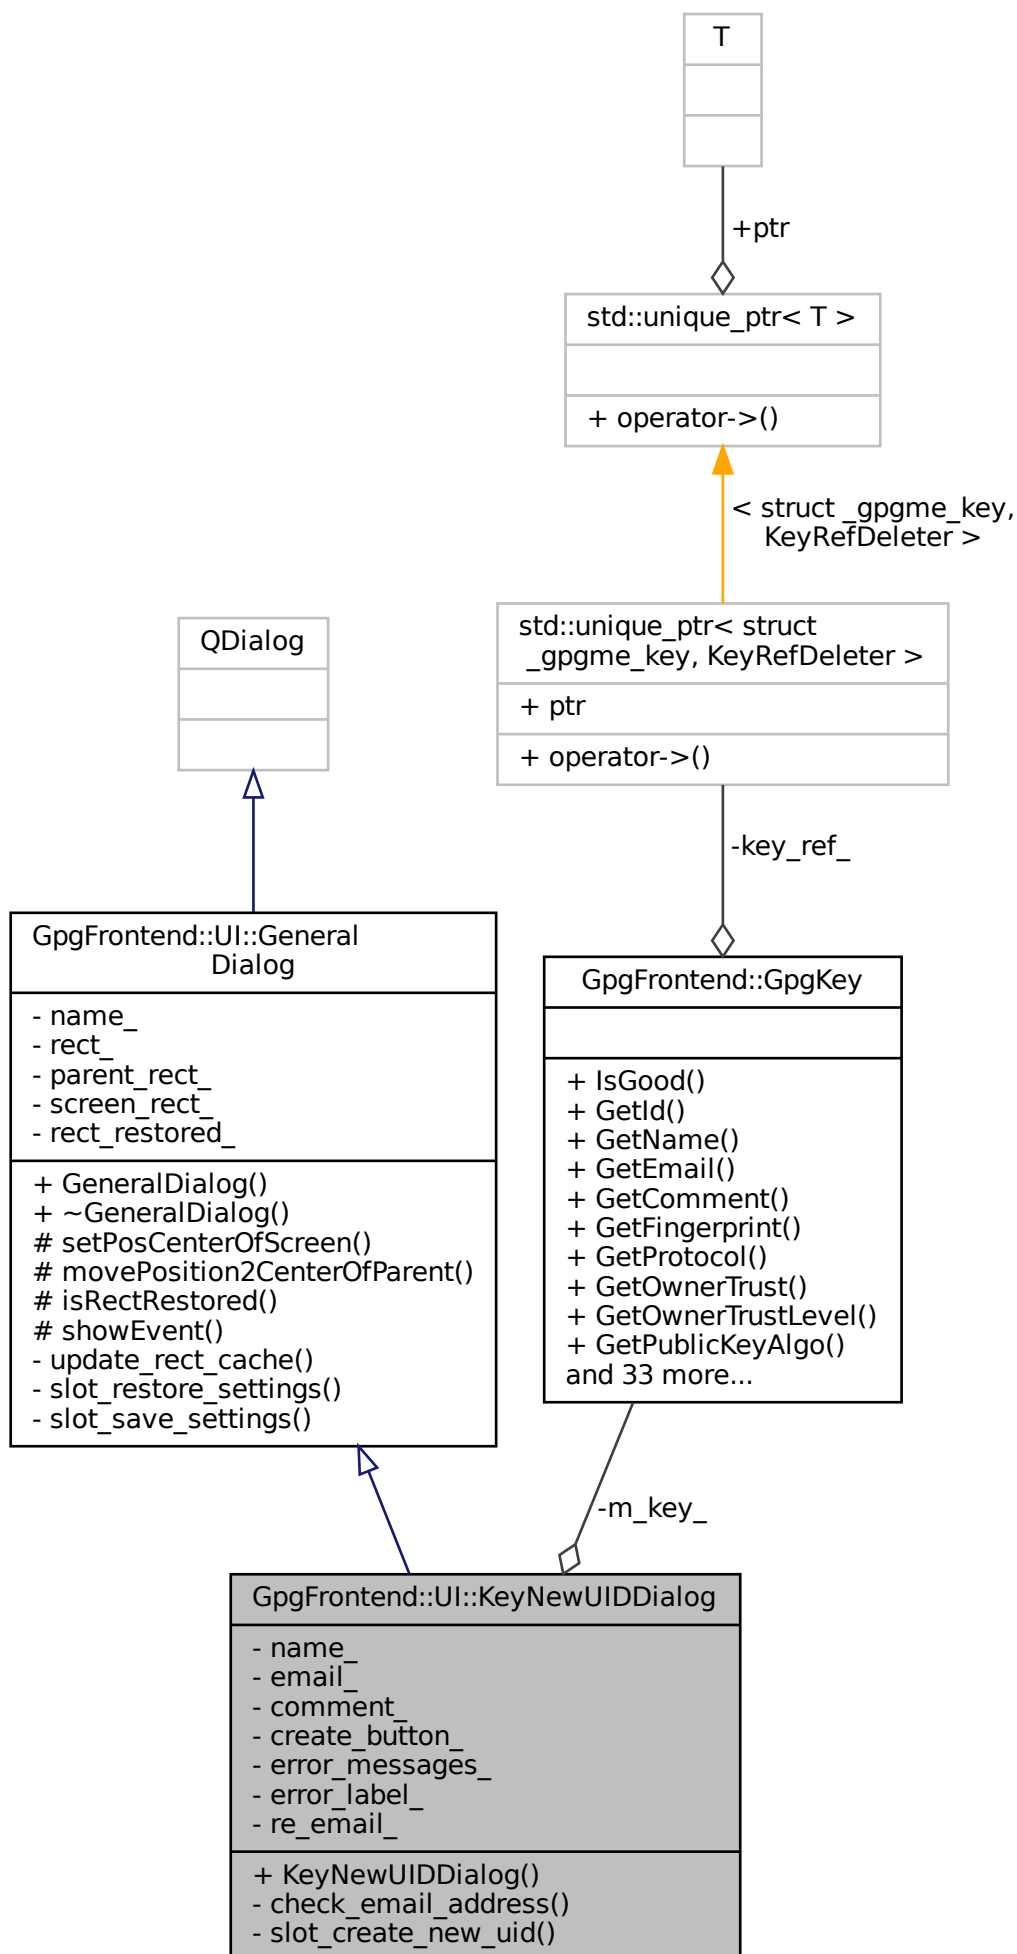 T
+ptr
std::unique_ptr< T >
+ operator->()
< struct _gpgme_key,
KeyRefDeleter >
std::unique_ptr< struct
_gpgme_key, KeyRefDeleter >
+ ptr
+ operator->()
QDialog
-key_ref_
GpgFrontend::UI::General
Dialog
- name_
- rect_
- parent_rect_
- screen_rect_
- rect_restored_
+ GeneralDialog()
+ ~GeneralDialog()
# setPosCenterOfScreen()
# movePosition2CenterOfParent()
# isRectRestored()
# showEvent()
- update_rect_cache()
- slot_restore_settings()
- slot_save_settings()
GpgFrontend::GpgKey
+ IsGood()
+ GetId()
+ GetName()
+ GetEmail()
+ GetComment()
+ GetFingerprint()
+ GetProtocol()
+ GetOwnerTrust()
+ GetOwnerTrustLevel()
+ GetPublicKeyAlgo()
and 33 more...
-m_key_
GpgFrontend::UI::KeyNewUIDDialog
- name_
- email_
- comment_
- create_button_
- error_messages_
- error_label_
- re_email_
+ KeyNewUIDDialog()
- check_email_address()
- slot_create_new_uid()